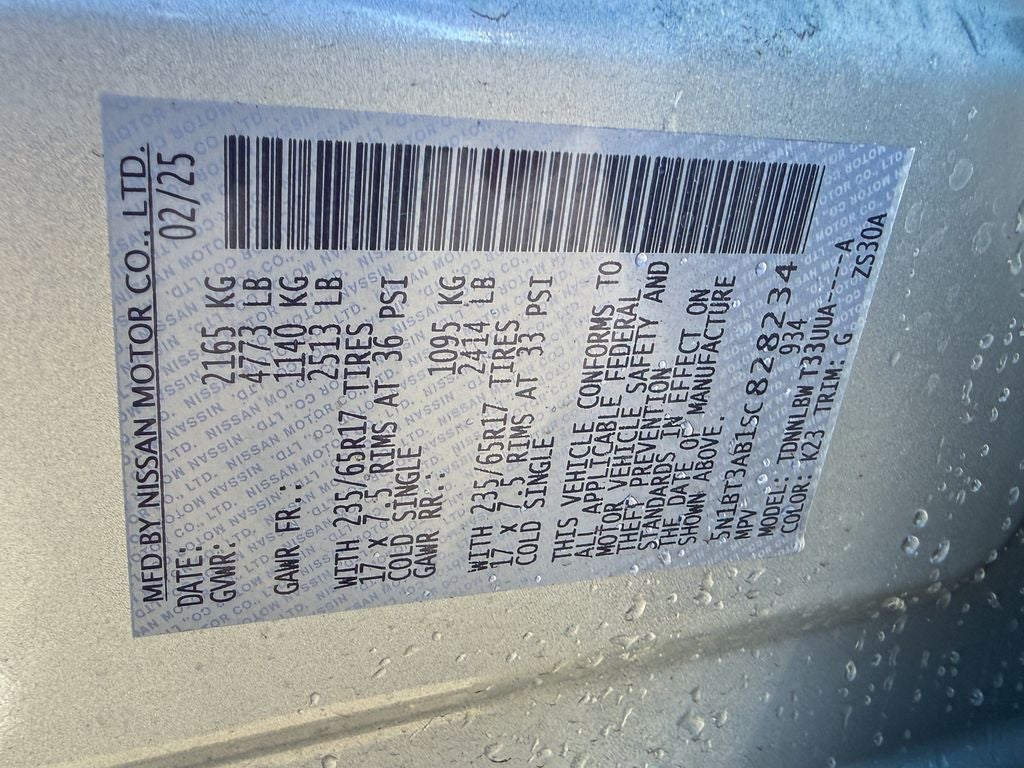 MFD BY NISSAN MOTOR CO., LTD.
DATE: 02/25
GVWR: 2165 KG
4773 LB
GAWR FR.: 1140 KG
2513 LB
WITH 235/65R17 TIRES
17 X 7.5 RIMS AT 36 PSI
COLD SINGLE
GAWR RR.: 1095 KG
2414 LB
WITH 235/65R17 TIRES
17 X 7.5 RIMS AT 33 PSI
COLD SINGLE
THIS VEHICLE CONFORMS TO
ALL APPLICABLE FEDERAL
MOTOR VEHICLE SAFETY AND
THEFT PREVENTION
STANDARDS IN EFFECT ON
THE DATE OF MANUFACTURE
SHOWN ABOVE.
5N1BT3AB1SC828234
MPV 934
MODEL: TDNNLBWT33UUA----A
COLOR: K23 TRIM: G ZS30A